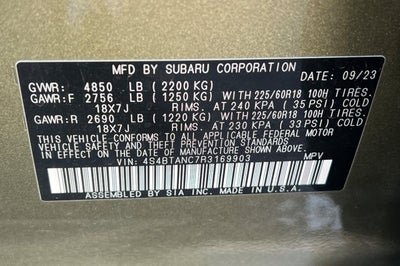 MFD BY SUBARU CORPORATION DATE: 09/23
GVWR: 4850 LB (2200 KG)
GAWR:F 2756 LB (1250 KG) WITH 225/60R18 100H TIRES.
18X7J RIMS. AT 240 KPA (35 PSI) COLD
GAWR:R 2690 LB (1220 KG) WITH 225/60R18 100H TIRES.
18X7J RIMS. AT 230 KPA (33 PSI) COLD
THIS VEHICLE CONFORMS TO ALL APPLICABLE FEDERAL MOTOR
VEHICLE SAFETY AND THEFT PREVENTION STANDARDS
IN EFFECT ON THE DATE OF MANUFACTURE SHOWN ABOVE.
VIN: 4S4BTANC7R3169903 MPV
ASSEMBLED BY SIA INC. MADE IN U.S.A.